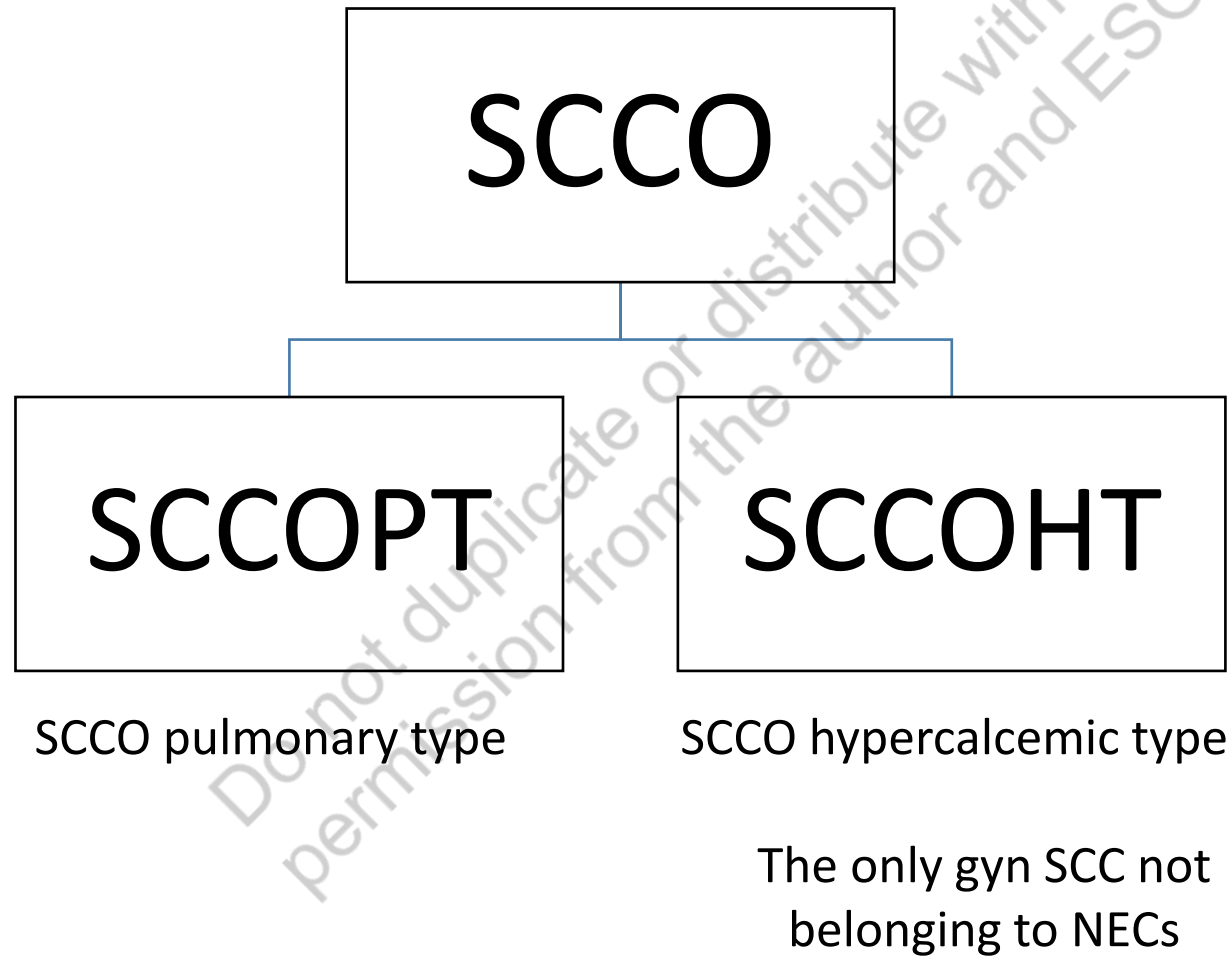 SCCO
SCCOPT
SCCOHT
SCCO pulmonary type
SCCO hypercalcemic type
The only gyn SCC not
belonging to NECs
Do not duplicate or distribute
permission from the author and